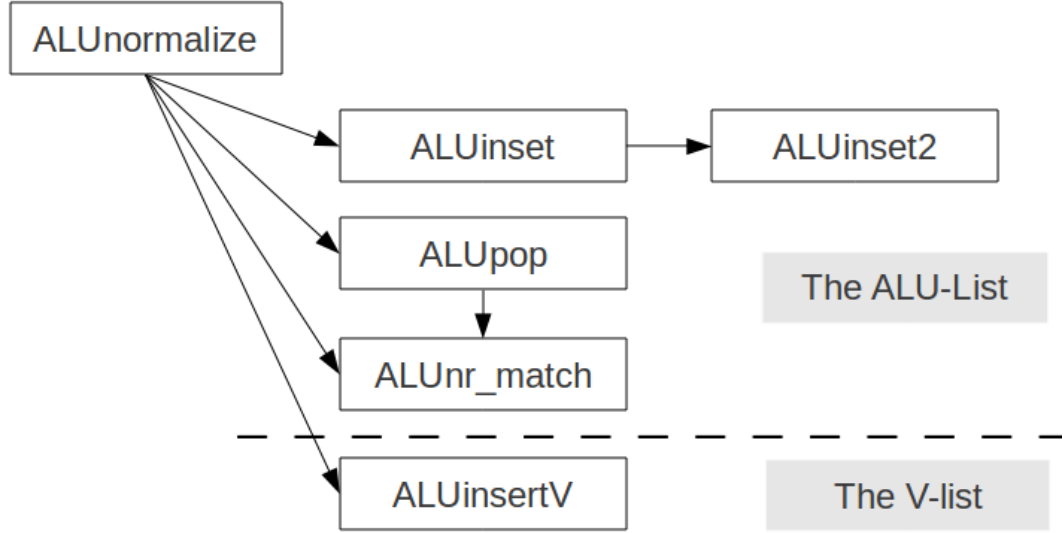 ALUnormalize
ALUinset
ALUinset2
ALUpop
The ALU-List
ALUnr_match
ALUinsertV
The V-list